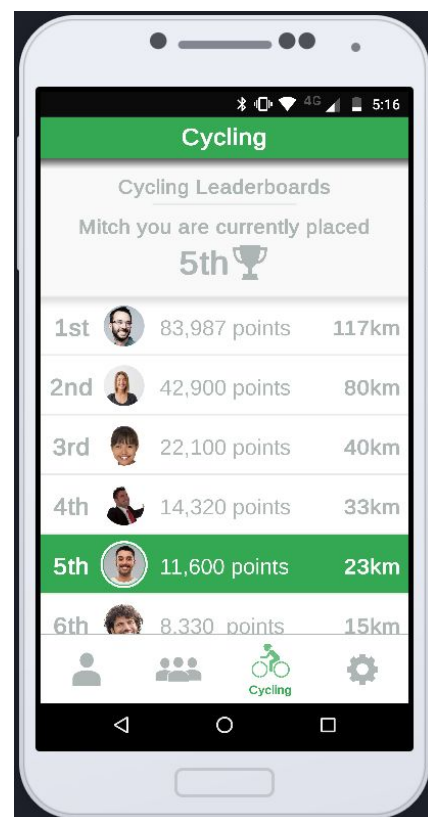 4G 5:16
Cycling
Cycling Leaderboards
Mitch you are currently placed
5th
1st 83,987 points 117km
2nd 42,900 points 80km
3rd 22,100 points 40km
4th 14,320 points 33km
5th 11,600 points 23km
6th 8,330 points 15km
Cycling